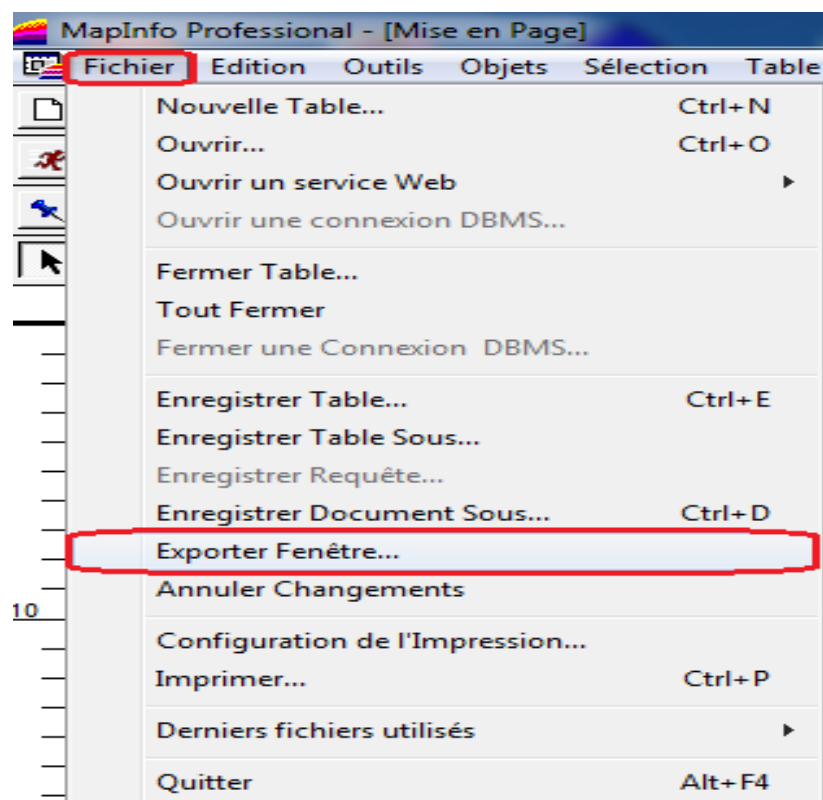 MapInfo Professional - [Mise en Page]
Fichier Edition Outils Objets Sélection Table
Nouvelle Table... Ctrl+N
Ouvrir... Ctrl+O
Ouvrir un service Web
Ouvrir une connexion DBMS...
Fermer Table...
Tout Fermer
Fermer une Connexion DBMS...
Enregistrer Table... Ctrl+E
Enregistrer Table Sous...
Enregistrer Requête...
Enregistrer Document Sous... Ctrl+D
Exporter Fenêtre...
Annuler Changements
10
Configuration de l'Impression...
Imprimer... Ctrl+P
Derniers fichiers utilisés
Quitter Alt+F4